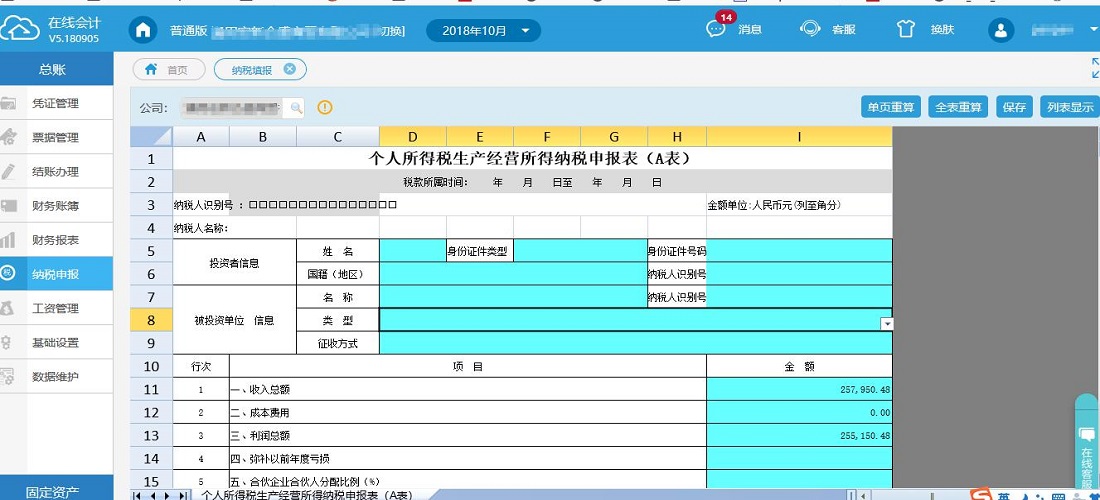 在线会计
V5.180905
普通版
切换]
2018年10月
14
消息
客服
换肤
总账
首页
纳税填报
凭证管理
票据管理
结账办理
财务账簿
财务报表
税
纳税申报
工资管理
基础设置
数据维护
固定资产
公司:
单页重算
全表重算
保存
列表显示
A B C D E F G H I
1 个人所得税生产经营所得纳税申报表（A表）
2 税款所属时间: 年 月 日至 年 月 日
3 纳税人识别号 : □□□□□□□□□□□□□□□ 金额单位:人民币元(列至角分)
4 纳税人名称:
5 投资者信息 姓 名 身份证件类型 身份证件号码
6 国籍（地区） 纳税人识别号
7 被投资单位 信息 名 称 纳税人识别号
8 类 型
9 征收方式
10 行次 项 目 金 额
11 1 一、收入总额 257,950.48
12 2 二、成本费用 0.00
13 3 三、利润总额 255,150.48
14 4 四、弥补以前年度亏损
15 5 五、合伙企业合伙人分配比例（%）
个人所得税生产经营所得纳税申报表（A表）
在线客服
英